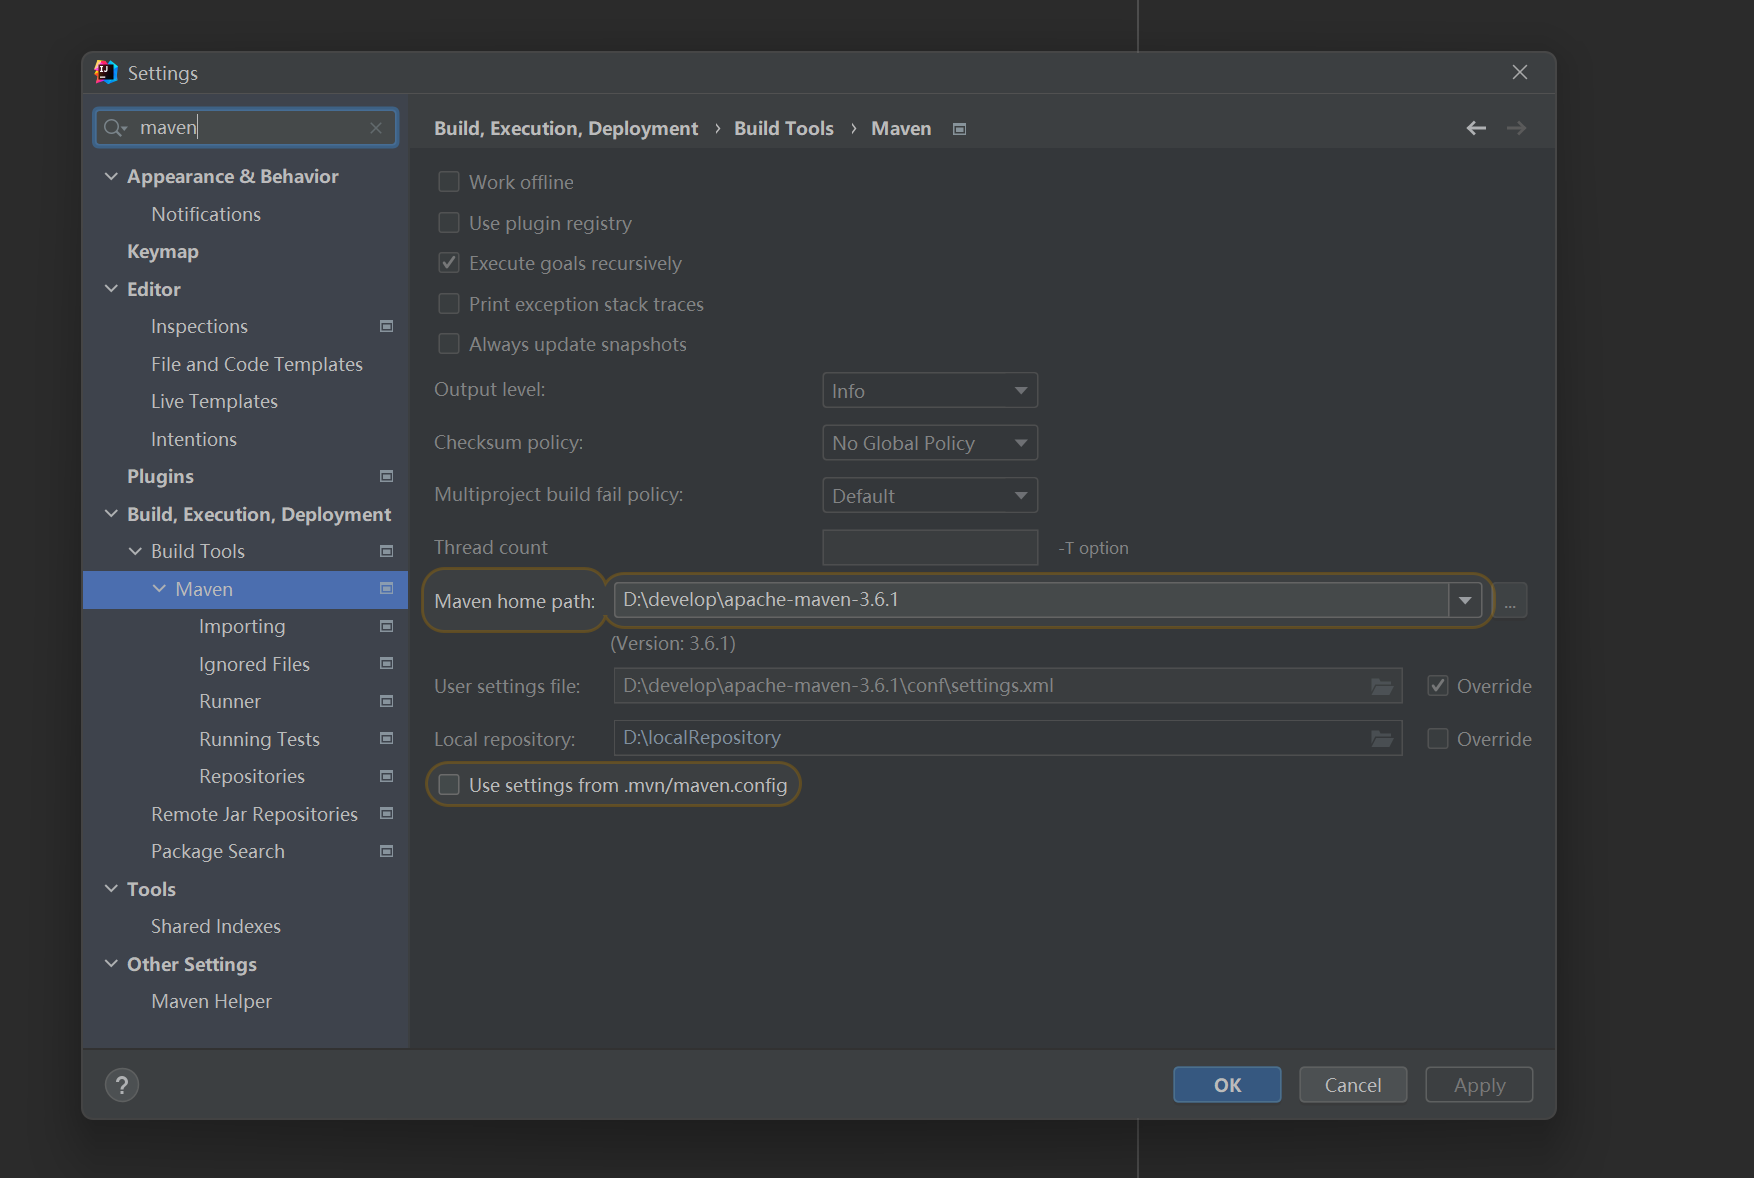 Settings
maven
Appearance & Behavior
Notifications
Keymap
Editor
Inspections
File and Code Templates
Live Templates
Intentions
Plugins
Build, Execution, Deployment
Build Tools
Maven
Importing
Ignored Files
Runner
Running Tests
Repositories
Remote Jar Repositories
Package Search
Tools
Shared Indexes
Other Settings
Maven Helper
Build, Execution, Deployment › Build Tools › Maven
Work offline
Use plugin registry
Execute goals recursively
Print exception stack traces
Always update snapshots
Output level: Info
Checksum policy: No Global Policy
Multiproject build fail policy: Default
Thread count -T option
Maven home path: D:\develop\apache-maven-3.6.1 ...
(Version: 3.6.1)
User settings file: D:\develop\apache-maven-3.6.1\conf\settings.xml Override
Local repository: D:\localRepository Override
Use settings from .mvn/maven.config
? OK Cancel Apply